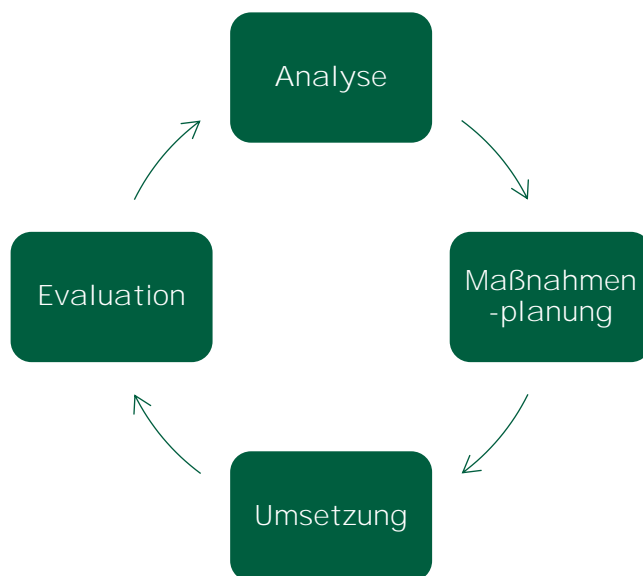 Analyse
Maßnahmen
-planung
Umsetzung
Evaluation